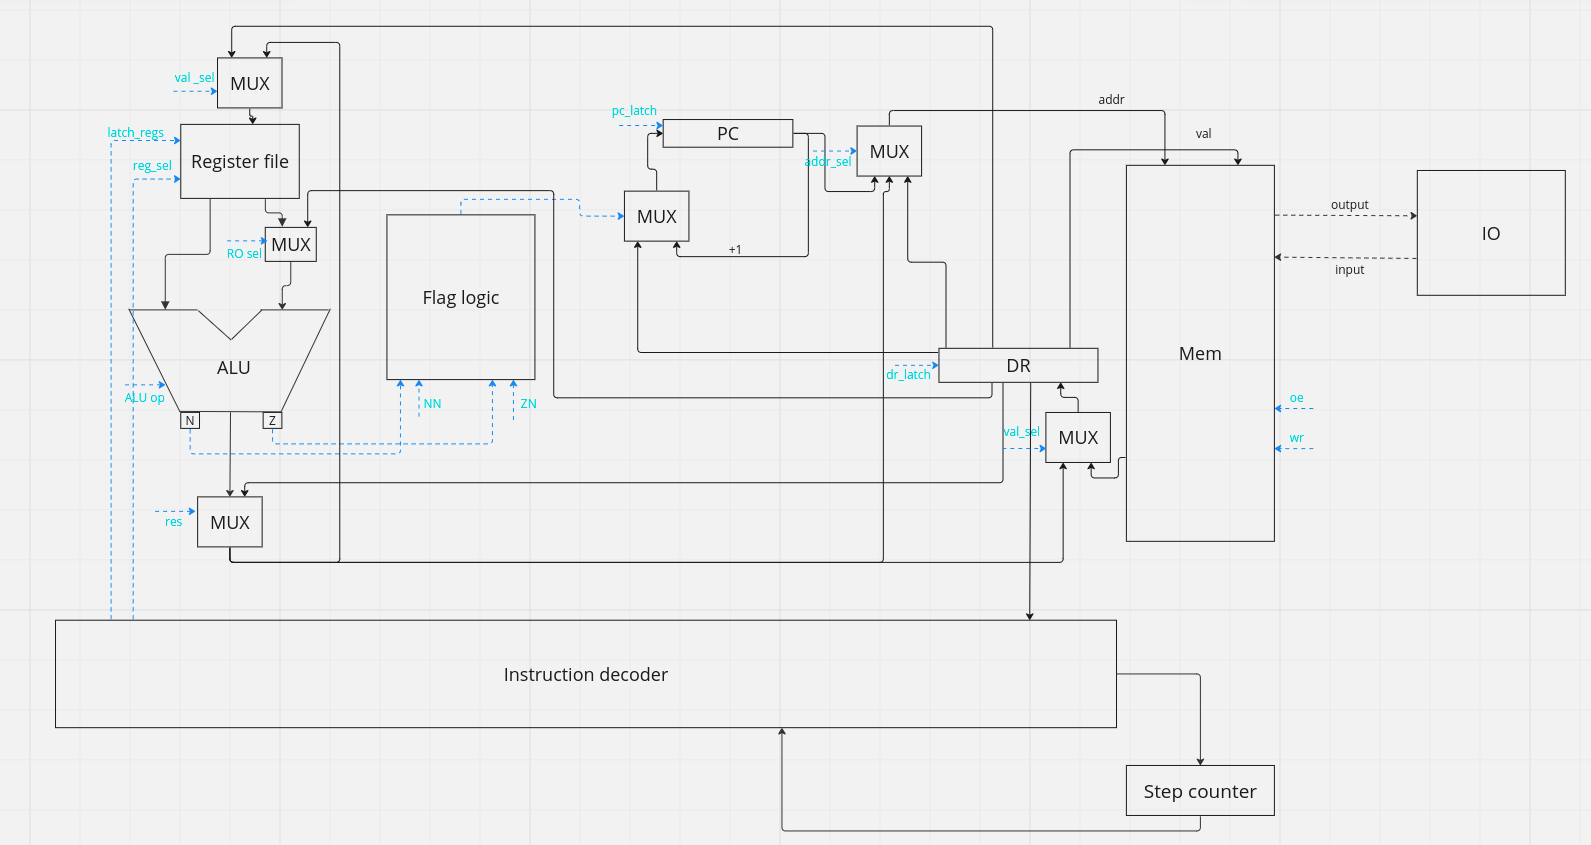 MUX
val _sel
latch_regs
Register file
reg_sel
RO sel
MUX
ALU
ALU op
N
Z
MUX
res
Flag logic
NN
ZN
pc_latch
PC
MUX
+1
MUX
addr_sel
addr
val
DR
dr_latch
MUX
val_sel
Mem
output
input
IO
oe
wr
Instruction decoder
Step counter